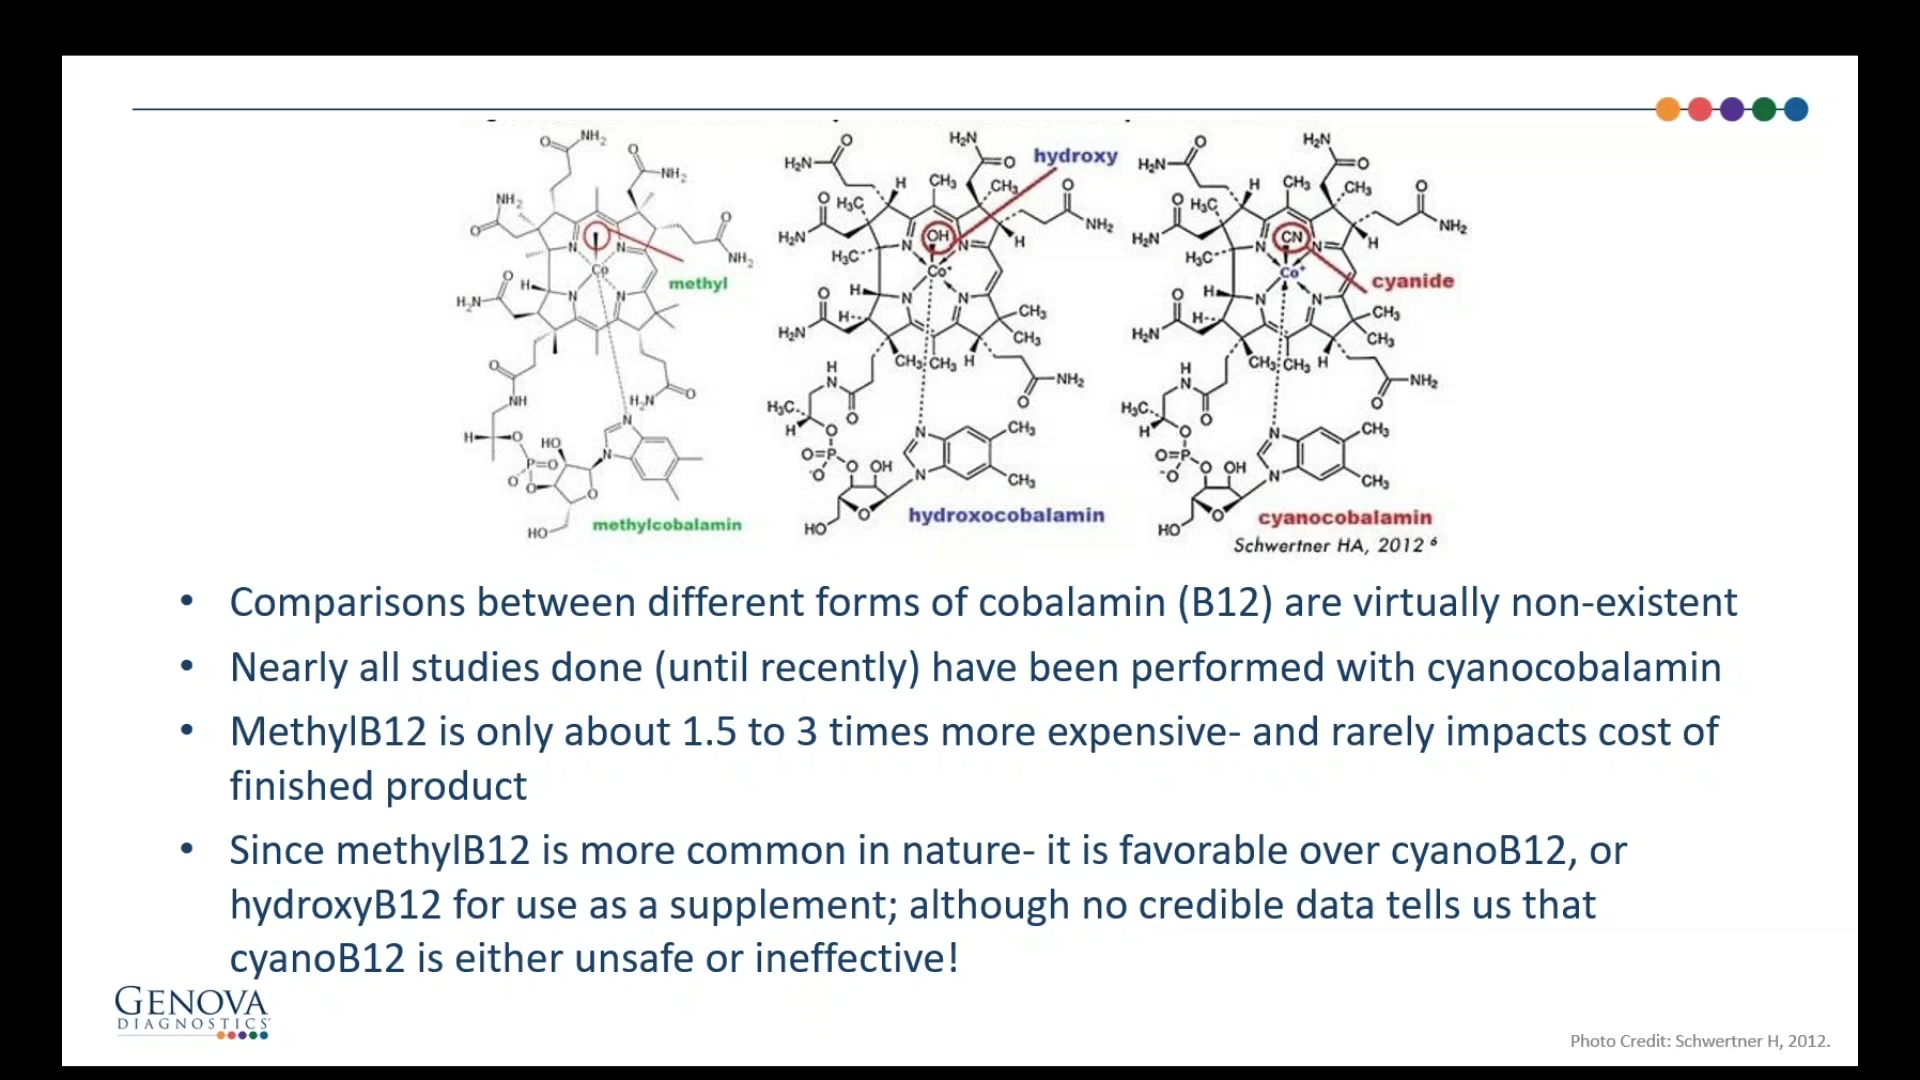 hydroxy
methyl
cyanide
methylcobalamin
hydroxocobalamin
cyanocobalamin
Schwertner HA, 2012 6
• Comparisons between different forms of cobalamin (B12) are virtually non-existent
• Nearly all studies done (until recently) have been performed with cyanocobalamin
• MethylB12 is only about 1.5 to 3 times more expensive- and rarely impacts cost of
finished product
• Since methylB12 is more common in nature- it is favorable over cyanoB12, or
hydroxyB12 for use as a supplement; although no credible data tells us that
cyanoB12 is either unsafe or ineffective!
GENOVA
DIAGNOSTICS
Photo Credit: Schwertner H, 2012.